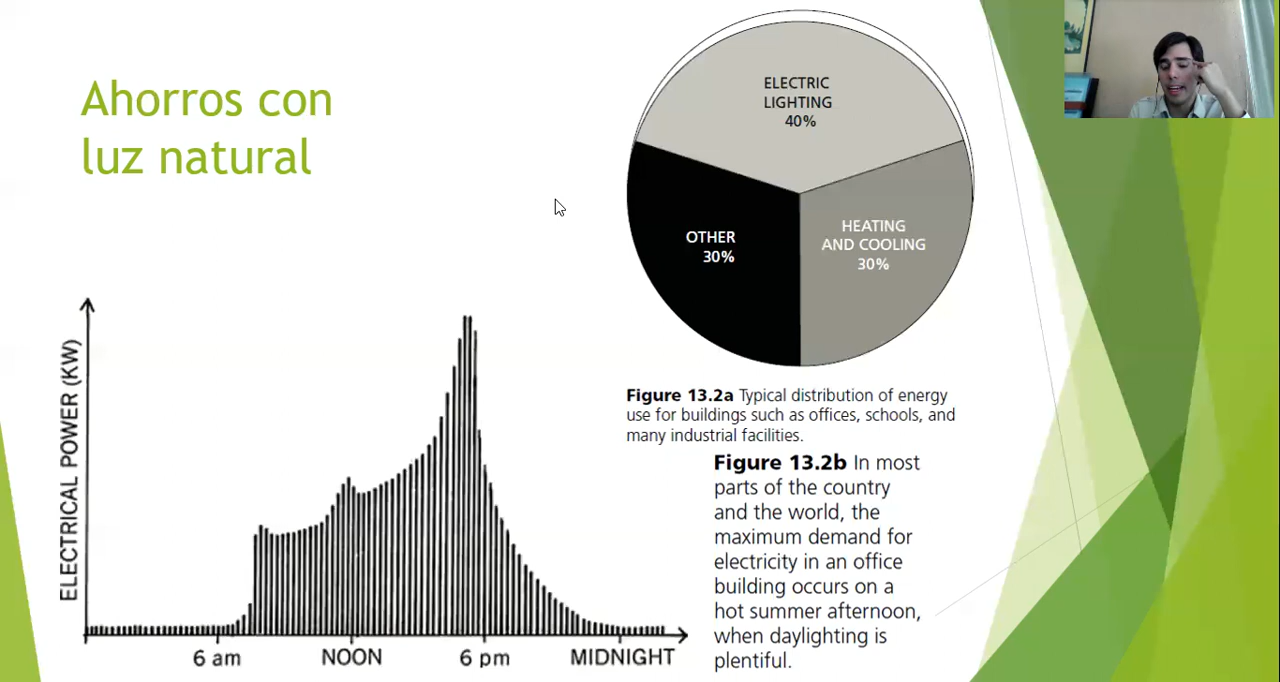 Ahorros con
luz natural
ELECTRIC
LIGHTING
40%
OTHER
30%
HEATING
AND COOLING
30%
Figure 13.2a Typical distribution of energy
use for buildings such as offices, schools, and
many industrial facilities.
ELECTRICAL POWER (KW)
6 am
NOON
6 pm
MIDNIGHT
Figure 13.2b In most
parts of the country
and the world, the
maximum demand for
electricity in an office
building occurs on a
hot summer afternoon,
when daylighting is
plentiful.